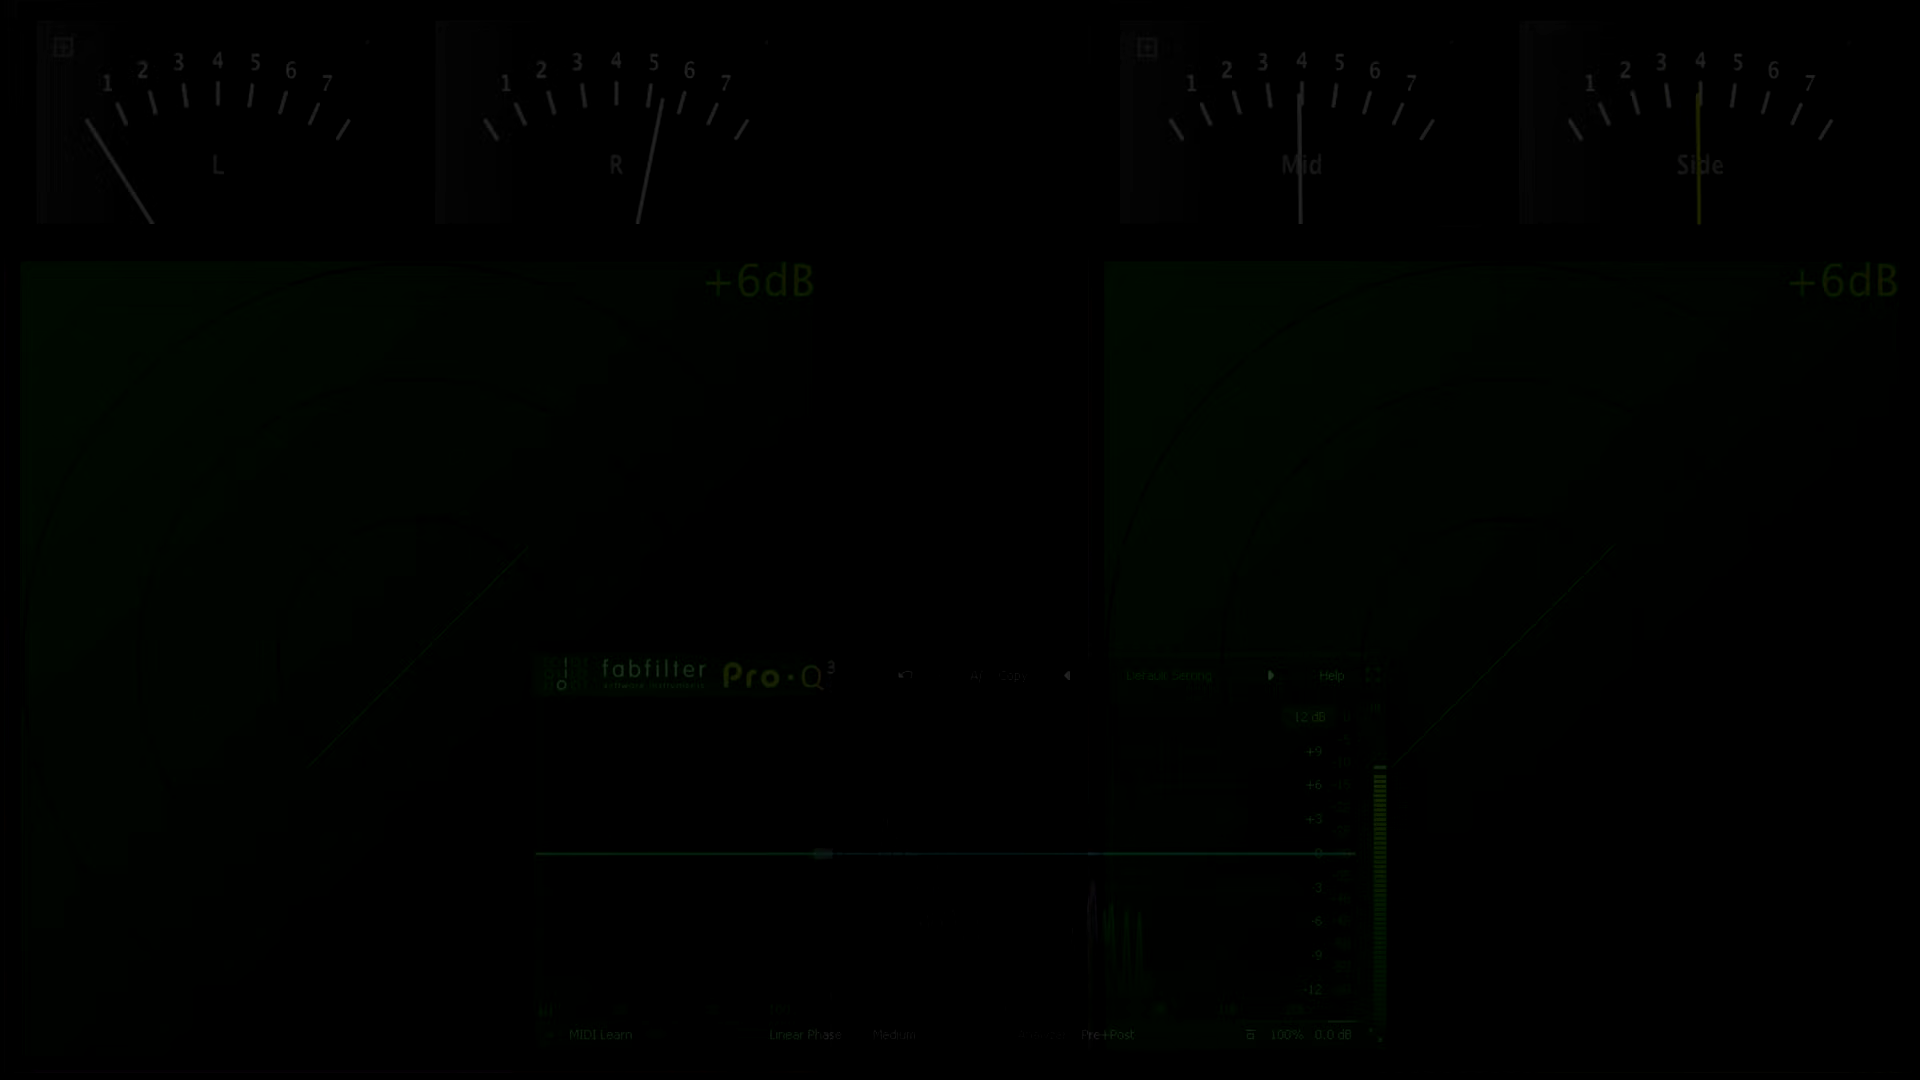 1 2 3 4 5 6 7
L
1 2 3 4 5 6 7
R
1 2 3 4 5 6 7
Mid
1 2 3 4 5 6 7
Side
+6dB
+6dB
fabfilter
software instruments
Pro·Q3
Copy
Default Setting
Help
12 dB
+9
+6
+3
0
-3
-6
-9
-12
MIDI Learn
Linear Phase
Medium
Pre+Post
100%
0.0 dB